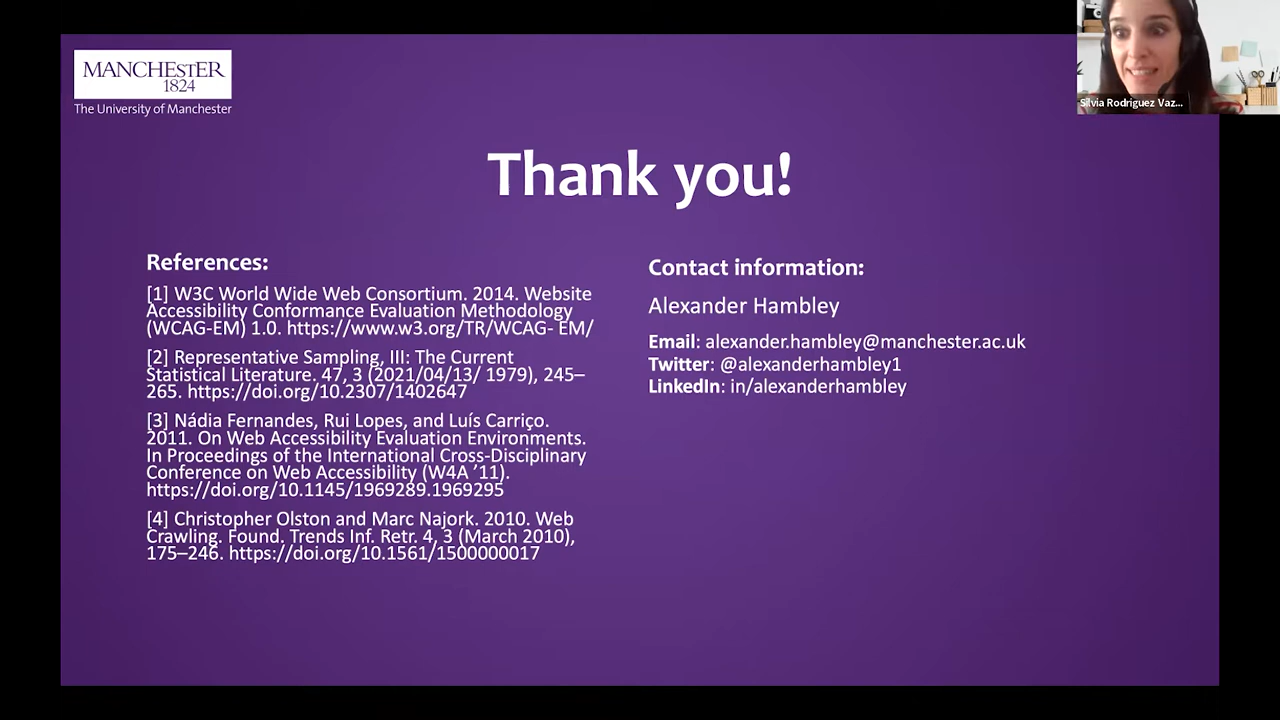 MANCHESTER
1824
The University of Manchester
Silvia Rodriguez Vaz...
Thank you!
References:
[1] W3C World Wide Web Consortium. 2014. Website
Accessibility Conformance Evaluation Methodology
(WCAG-EM) 1.0. https://www.w3.org/TR/WCAG- EM/
[2] Representative Sampling, III: The Current
Statistical Literature. 47, 3 (2021/04/13/ 1979), 245–
265. https://doi.org/10.2307/1402647
[3] Nádia Fernandes, Rui Lopes, and Luís Carriço.
2011. On Web Accessibility Evaluation Environments.
In Proceedings of the International Cross-Disciplinary
Conference on Web Accessibility (W4A ’11).
https://doi.org/10.1145/1969289.1969295
[4] Christopher Olston and Marc Najork. 2010. Web
Crawling. Found. Trends Inf. Retr. 4, 3 (March 2010),
175–246. https://doi.org/10.1561/1500000017
Contact information:
Alexander Hambley
Email: alexander.hambley@manchester.ac.uk
Twitter: @alexanderhambley1
LinkedIn: in/alexanderhambley